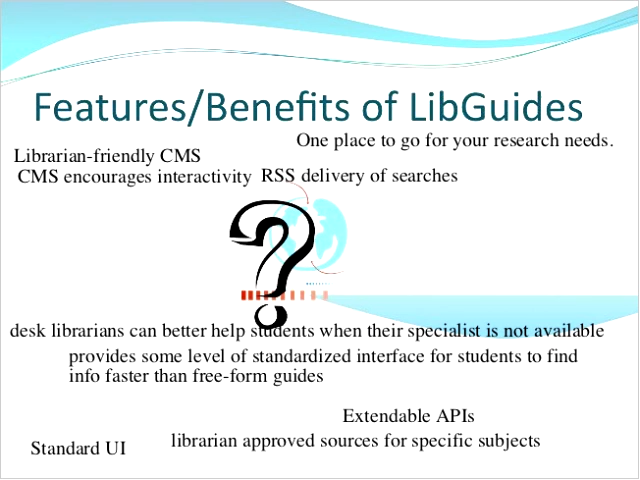 Features/Benefits of LibGuides
One place to go for your research needs.
Librarian-friendly CMS
CMS encourages interactivity
RSS delivery of searches
desk librarians can better help students when their specialist is not available
provides some level of standardized interface for students to find
info faster than free-form guides
Extendable APIs
librarian approved sources for specific subjects
Standard UI